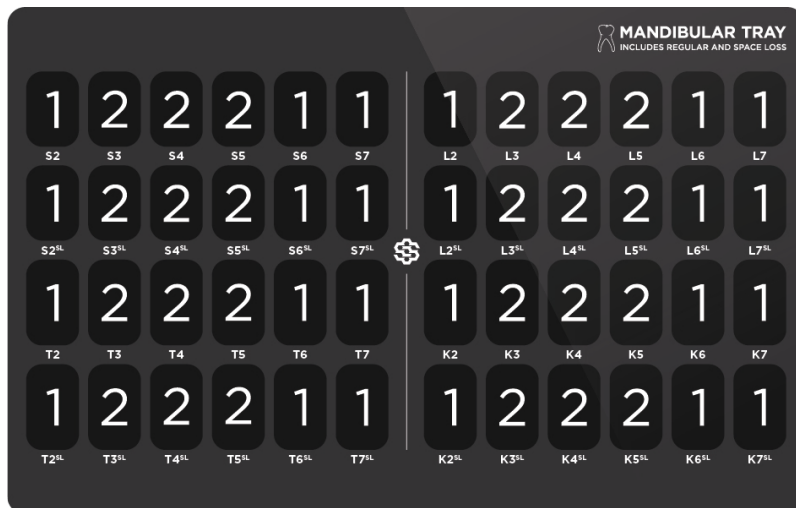 MANDIBULAR TRAY
INCLUDES REGULAR AND SPACE LOSS
1 2 2 2 1 1 1 2 2 2 1 1
S2 S3 S4 S5 S6 S7 L2 L3 L4 L5 L6 L7
1 2 2 2 1 1 1 2 2 2 1 1
S2SL S3SL S4SL S5SL S6SL S7SL L2SL L3SL L4SL L5SL L6SL L7SL
1 2 2 2 1 1 1 2 2 2 1 1
T2 T3 T4 T5 T6 T7 K2 K3 K4 K5 K6 K7
1 2 2 2 1 1 1 2 2 2 1 1
T2SL T3SL T4SL T5SL T6SL T7SL K2SL K3SL K4SL K5SL K6SL K7SL